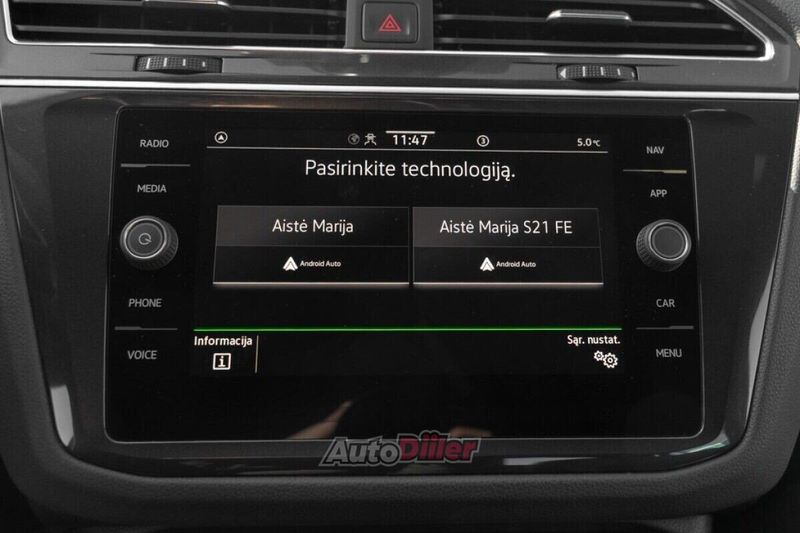 RADIO
MEDIA
PHONE
VOICE
11:47
3
5.0 °C
Pasirinkite technologiją.
Aistė Marija
Android Auto
Aistė Marija S21 FE
Android Auto
Informacija
i
Sąr. nustat.
NAV
APP
CAR
MENU
AutoDiiler